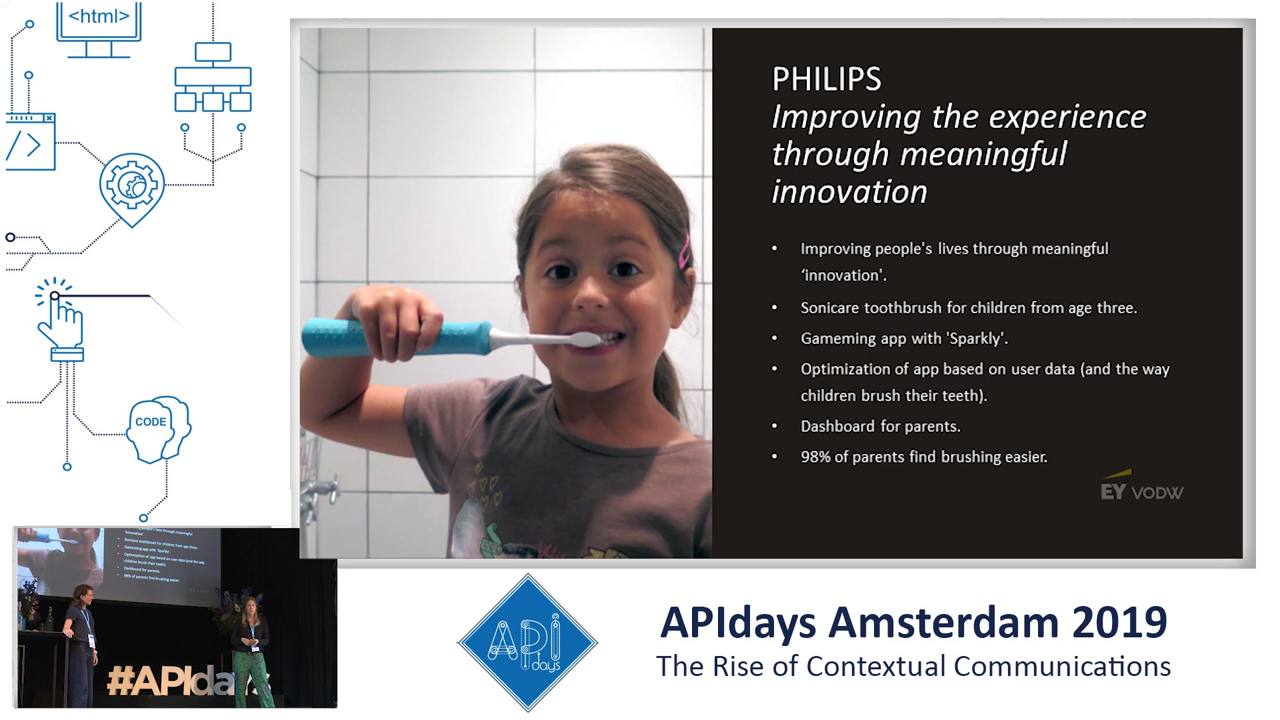 <html>
PHILIPS
Improving the experience
through meaningful
innovation
• Improving people's lives through meaningful
‘innovation'.
• Sonicare toothbrush for children from age three.
• Gameming app with 'Sparkly'.
• Optimization of app based on user data (and the way
children brush their teeth).
• Dashboard for parents.
• 98% of parents find brushing easier.
EY VODW
</>
CODE
#APIdays
API
days
APIdays Amsterdam 2019
The Rise of Contextual Communications